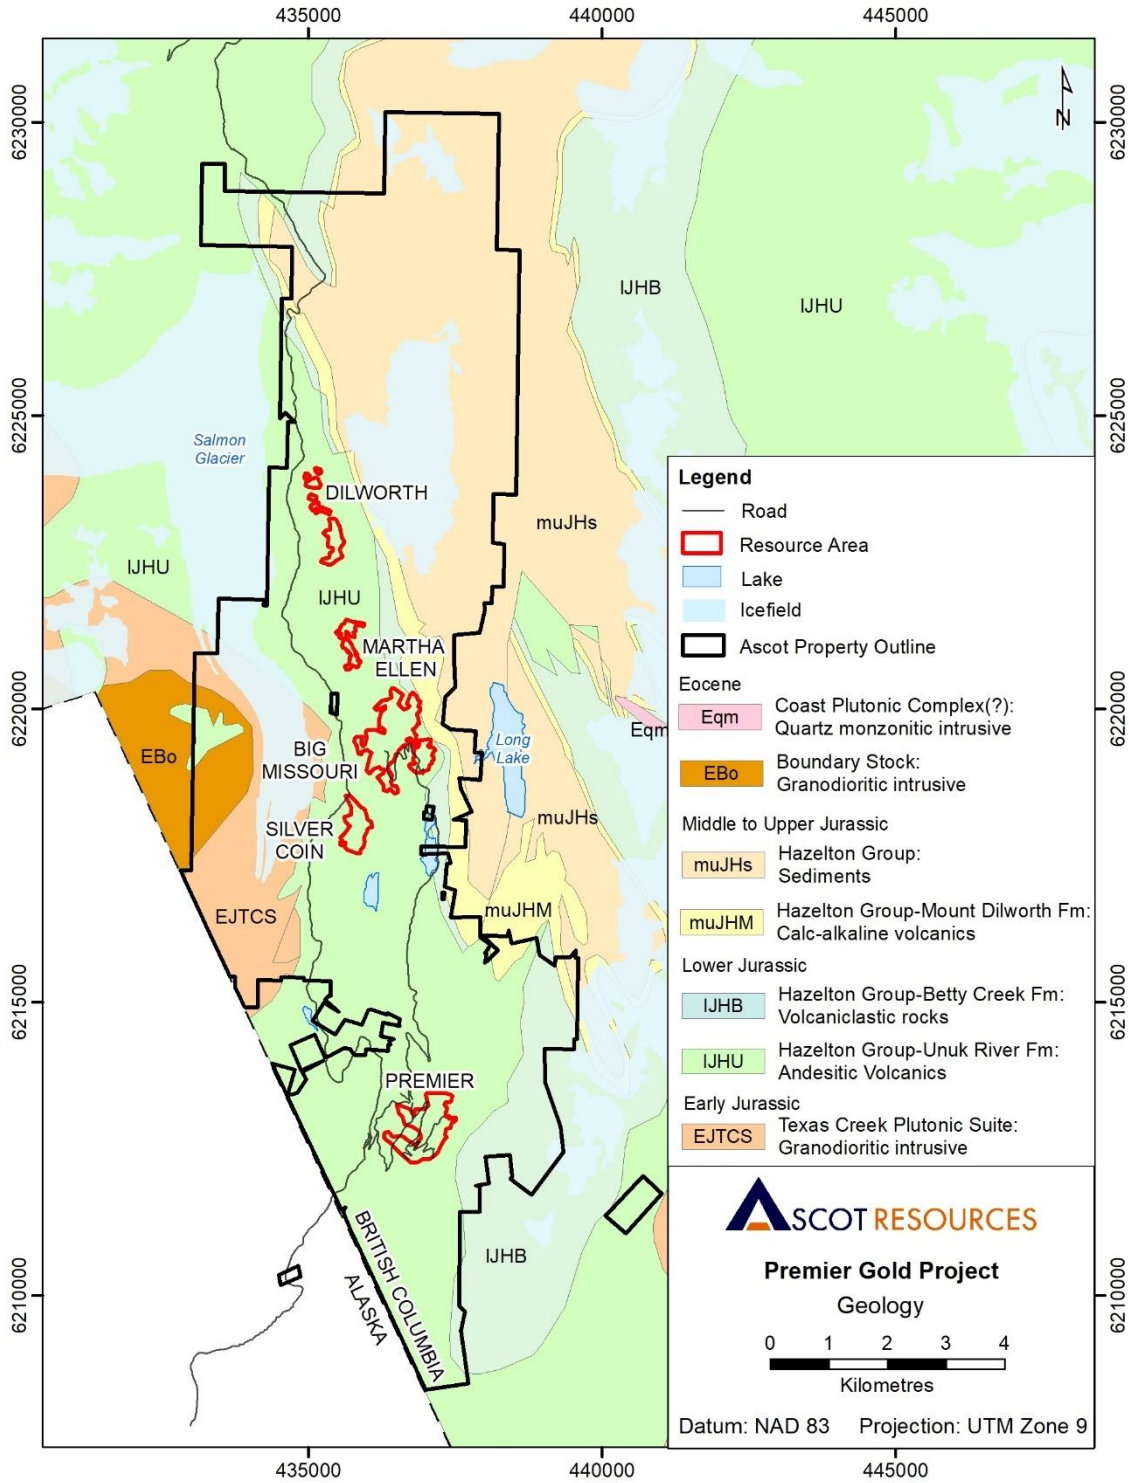 435000
440000
445000
6230000
6230000
N
IJHB
IJHU
6225000
6225000
Salmon
Glacier
DILWORTH
muJHs
IJHU
IJHU
MARTHA
ELLEN
6220000
6220000
Eqm
Long
Lake
EBo
BIG
MISSOURI
SILVER
COIN
muJHs
EJTCS
muJHM
6215000
6215000
PREMIER
IJHB
BRITISH COLUMBIA
ALASKA
6210000
6210000
Legend
Road
Resource Area
Lake
Icefield
Ascot Property Outline
Eocene
Eqm Coast Plutonic Complex(?):
Quartz monzonitic intrusive
EBo Boundary Stock:
Granodioritic intrusive
Middle to Upper Jurassic
muJHs Hazelton Group:
Sediments
muJHM Hazelton Group-Mount Dilworth Fm:
Calc-alkaline volcanics
Lower Jurassic
IJHB Hazelton Group-Betty Creek Fm:
Volcaniclastic rocks
IJHU Hazelton Group-Unuk River Fm:
Andesitic Volcanics
Early Jurassic
EJTCS Texas Creek Plutonic Suite:
Granodioritic intrusive
ASCOT RESOURCES
Premier Gold Project
Geology
0 1 2 3 4
Kilometres
Datum: NAD 83 Projection: UTM Zone 9
435000
440000
445000